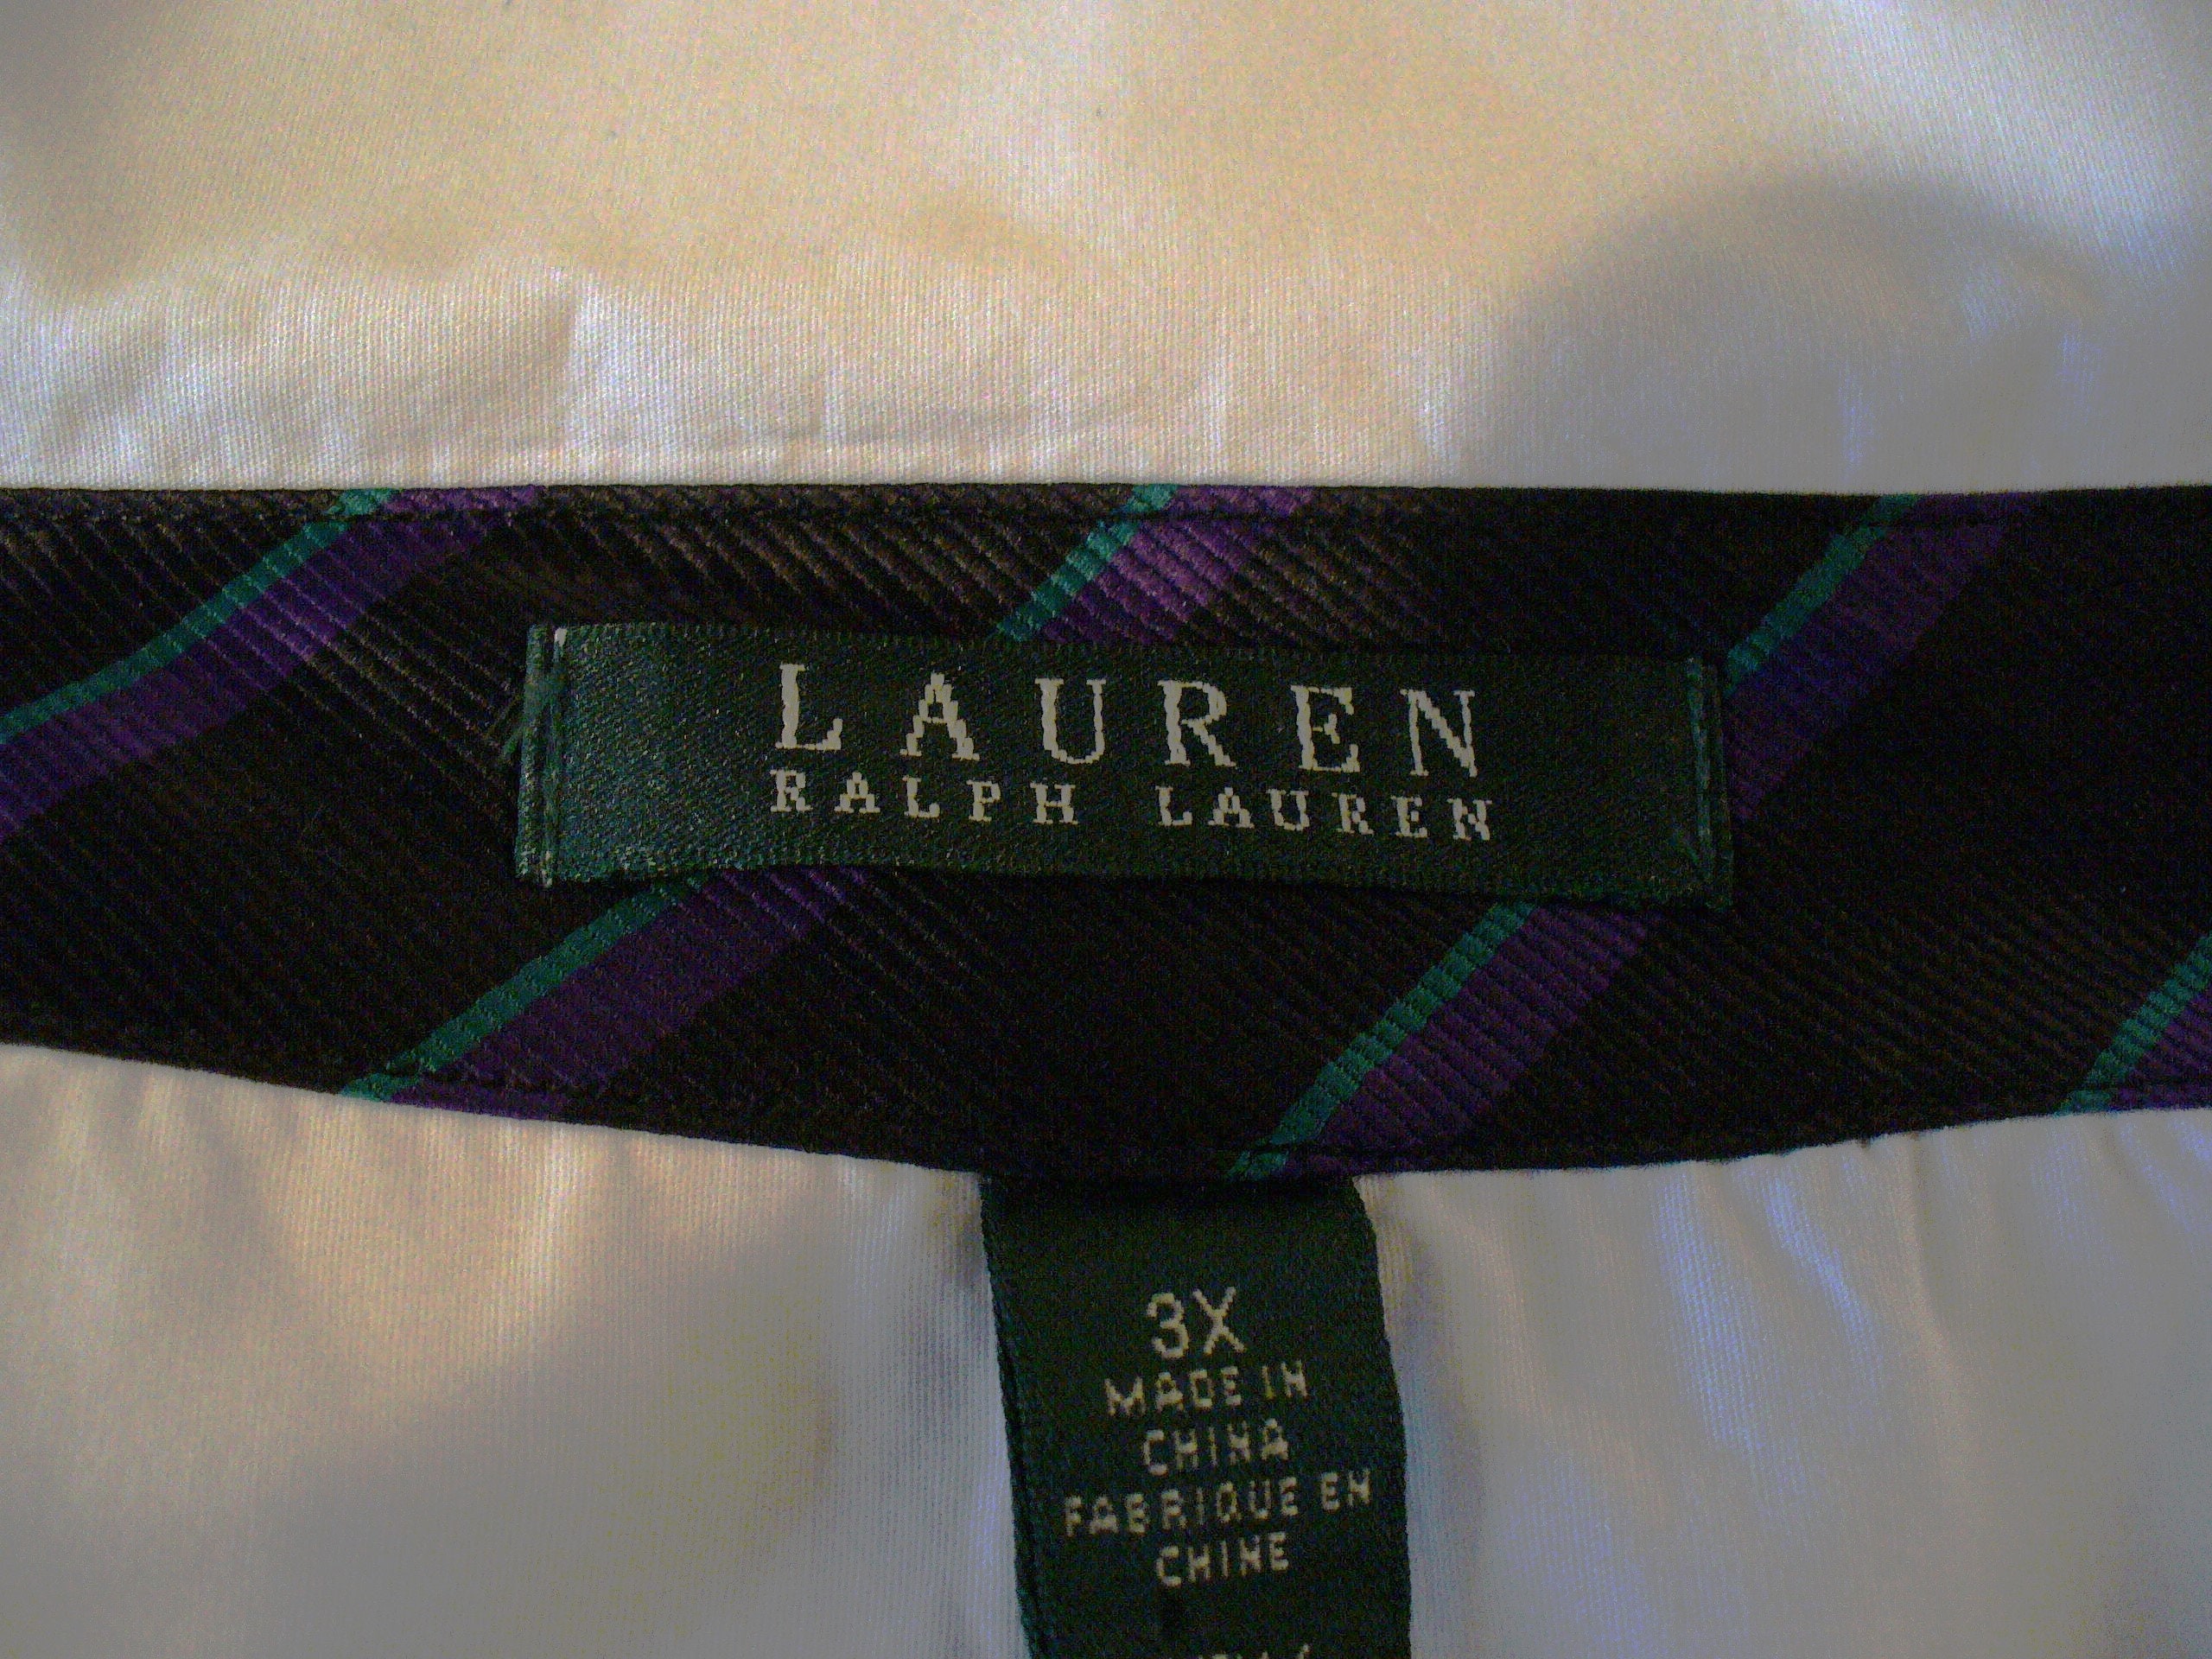 LAUREN
RALPH LAUREN
3X
MADE IN
CHINA
FABRIQUE EN
CHINE